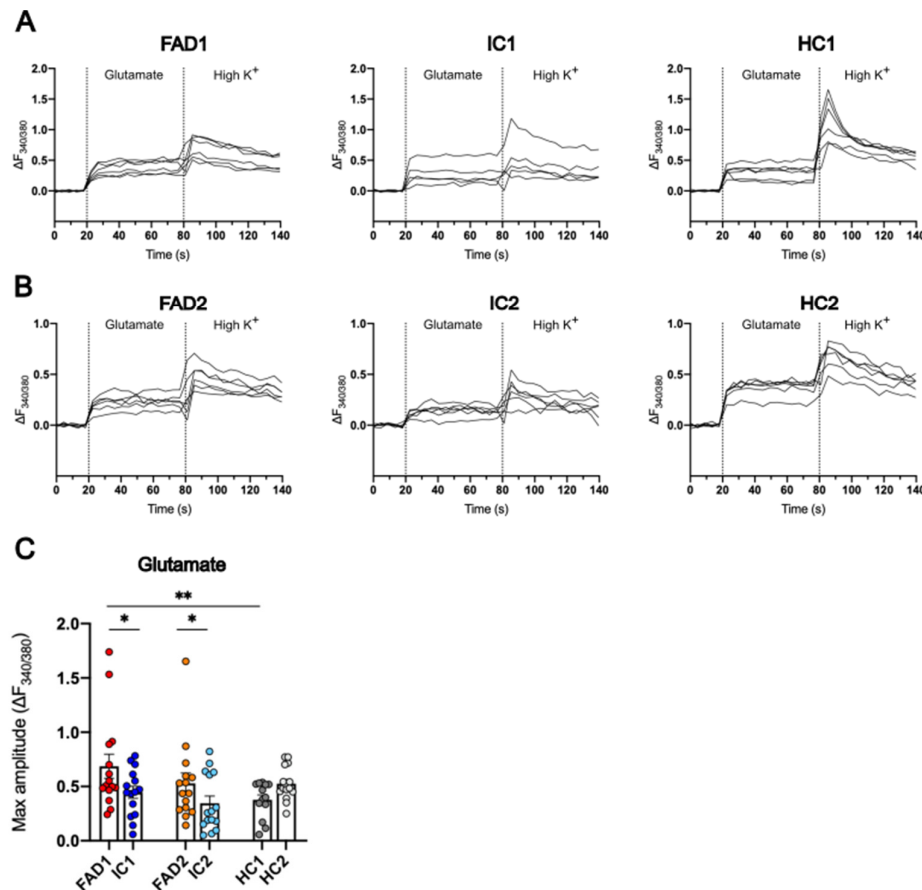 A
FAD1 IC1 HC1
Glutamate High K+ Glutamate High K+ Glutamate High K+
ΔF340/380 ΔF340/380 ΔF340/380
2.0 2.0 2.0
1.5 1.5 1.5
1.0 1.0 1.0
0.5 0.5 0.5
0.0 0.0 0.0
0 20 40 60 80 100 120 140 0 20 40 60 80 100 120 140 0 20 40 60 80 100 120 140
Time (s) Time (s) Time (s)
B
FAD2 IC2 HC2
Glutamate High K+ Glutamate High K+ Glutamate High K+
ΔF340/380 ΔF340/380 ΔF340/380
1.0 1.0 1.0
0.5 0.5 0.5
0.0 0.0 0.0
0 20 40 60 80 100 120 140 0 20 40 60 80 100 120 140 0 20 40 60 80 100 120 140
Time (s) Time (s) Time (s)
C
Glutamate
**
* *
Max amplitude (ΔF340/380)
2.0
1.5
1.0
0.5
0.0
FAD1 IC1 FAD2 IC2 HC1 HC2